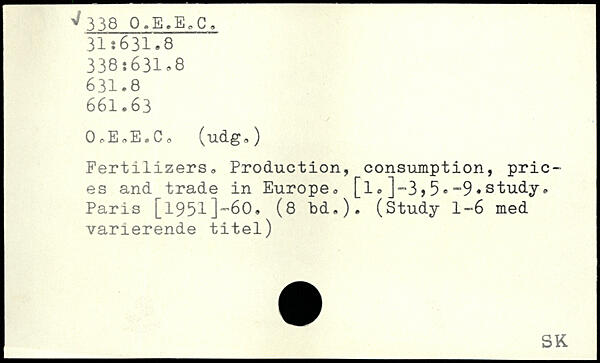 338 O.E.E.C.
31:631.8
338:631.8
631.8
661.63
O.E.E.C. (udg.)
Fertilizers. Production, consumption, pric-
es and trade in Europe. [1.]-3,5.-9.study.
Paris [1951]-60. (8 bd.). (Study 1-6 med
varierende titel)
SK